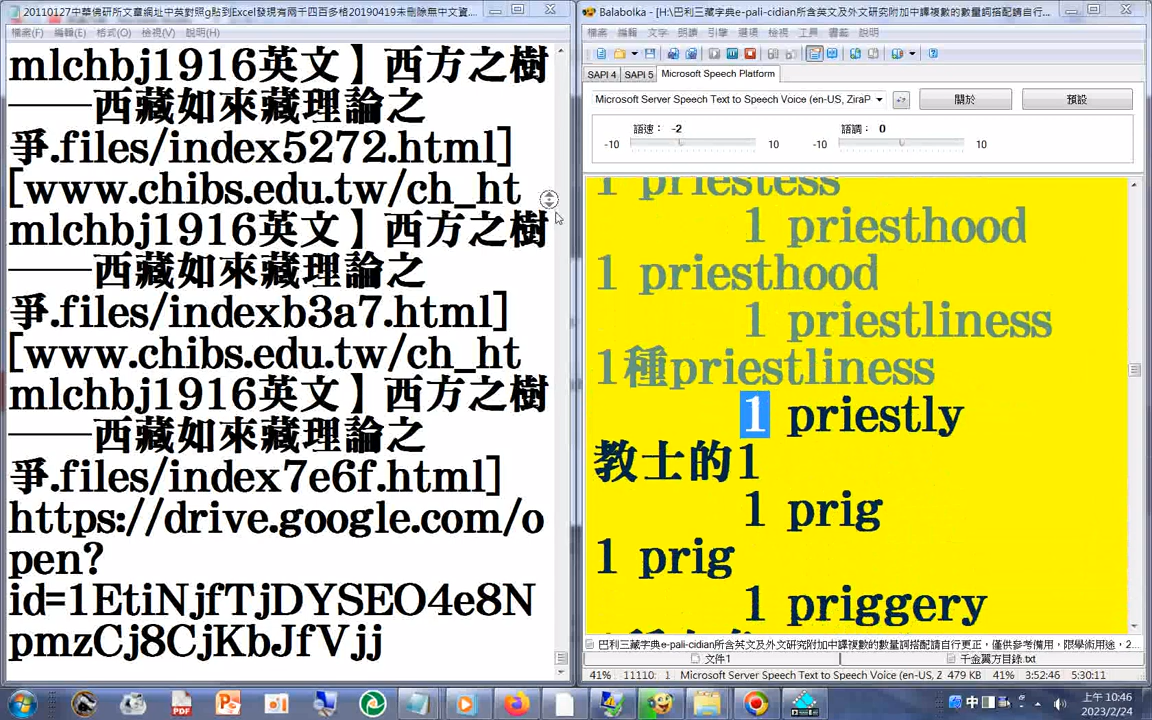 20110127中華佛研所文章網址中英對照g點到Excel發現有兩千四百多格20190419未刪除無中文資...
檔案(F) 編輯(E) 格式(O) 檢視(V) 說明(H)
mlchbj1916英文】西方之樹
——西藏如來藏理論之
爭.files/index5272.html]
[www.chibs.edu.tw/ch_ht
mlchbj1916英文】西方之樹
——西藏如來藏理論之
爭.files/indexb3a7.html]
[www.chibs.edu.tw/ch_ht
mlchbj1916英文】西方之樹
——西藏如來藏理論之
爭.files/index7e6f.html]
https://drive.google.com/o
pen?
id=1EtiNjfTjDYSEO4e8N
pmzCj8CjKbJfVjj
Balabolka - [H:\巴利三藏字典e-pali-cidian所含英文及外文研究附加中譯複數的數量詞搭配請自行...
檔案 編輯 文字 朗讀 引擎 選項 檢視 工具 書籤 說明
SAPI 4 SAPI 5 Microsoft Speech Platform
Microsoft Server Speech Text to Speech Voice (en-US, ZiraP
關於 預設
語速： -2 語調： 0
-10 10 -10 10
1 priestess
1 priesthood
1 priesthood
1 priestliness
1種priestliness
1 priestly
教士的1
1 prig
1 prig
1 priggery
巴利三藏字典e-pali-cidian所含英文及外文研究附加中譯複數的數量詞搭配請自行更正，僅供參考備用，限學術用途，2...
文件1 千金翼方目錄.txt
41% 11110: 1 Microsoft Server Speech Text to Speech Voice (en-US, Z... 479 KB 41% 3:52:46 5:30:11
上午 10:46
2023/2/24